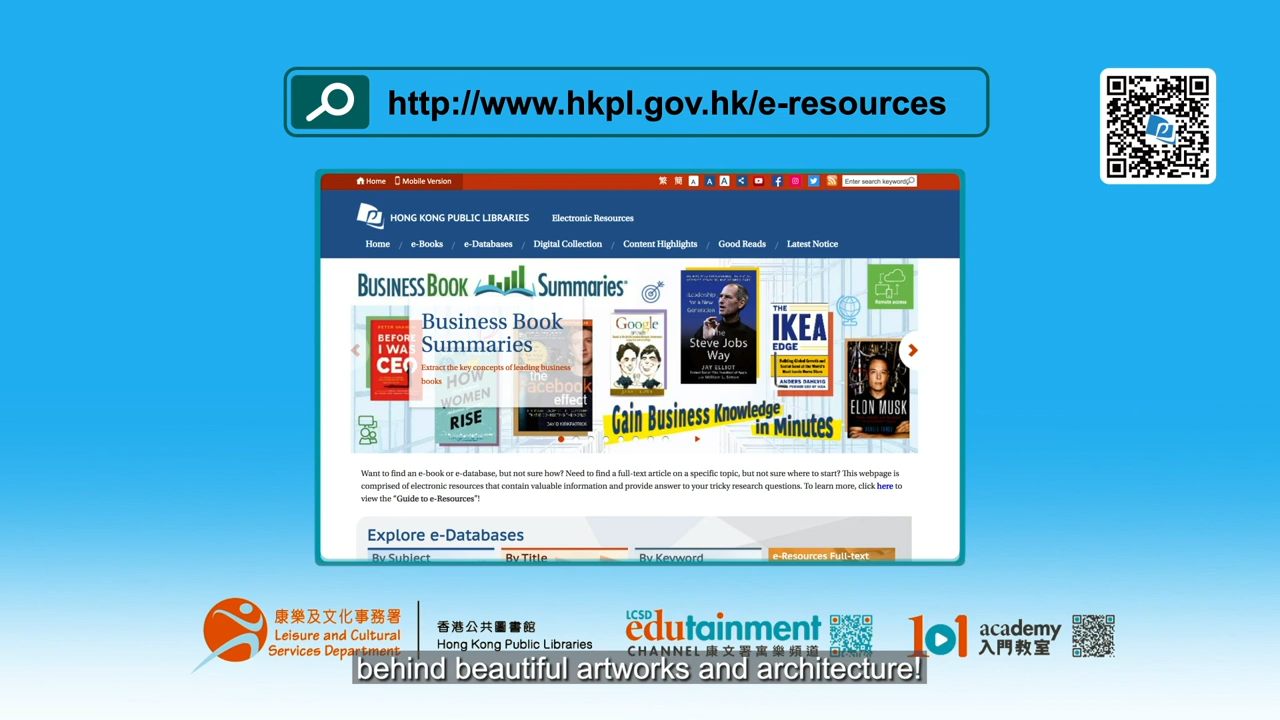 http://www.hkpl.gov.hk/e-resources
Home Mobile Version
繁 簡 A A A
Enter search keyword
HONG KONG PUBLIC LIBRARIES Electronic Resources
Home / e-Books / e-Databases / Digital Collection / Content Highlights / Good Reads / Latest Notice
BUSINESSBOOK SUMMARIES
Remote access
Business Book
Summaries
Extract the key concepts of leading business
books
BEFORE
I WAS
CEO
HOW
WOMEN
RISE
the
facebook
effect
DAVID KIRKPATRICK
Google
Leadership
for a New
Generation
The
Steve Jobs
Way
JAY ELLIOT
THE
IKEA
EDGE
ANDERS DAHLVIG
ELON MUSK
Gain Business Knowledge
in Minutes
Want to find an e-book or e-database, but not sure how? Need to find a full-text article on a specific topic, but not sure where to start? This webpage is
comprised of electronic resources that contain valuable information and provide answer to your tricky research questions. To learn more, click here to
view the "Guide to e-Resources"!
Explore e-Databases
By Subject By Title By Keyword e-Resources Full-text
康樂及文化事務署
Leisure and Cultural
Services Department
香港公共圖書館
Hong Kong Public Libraries
LCSD
edutainment
CHANNEL 康文署寓樂頻道
101 academy
入門教室
behind beautiful artworks and architecture!